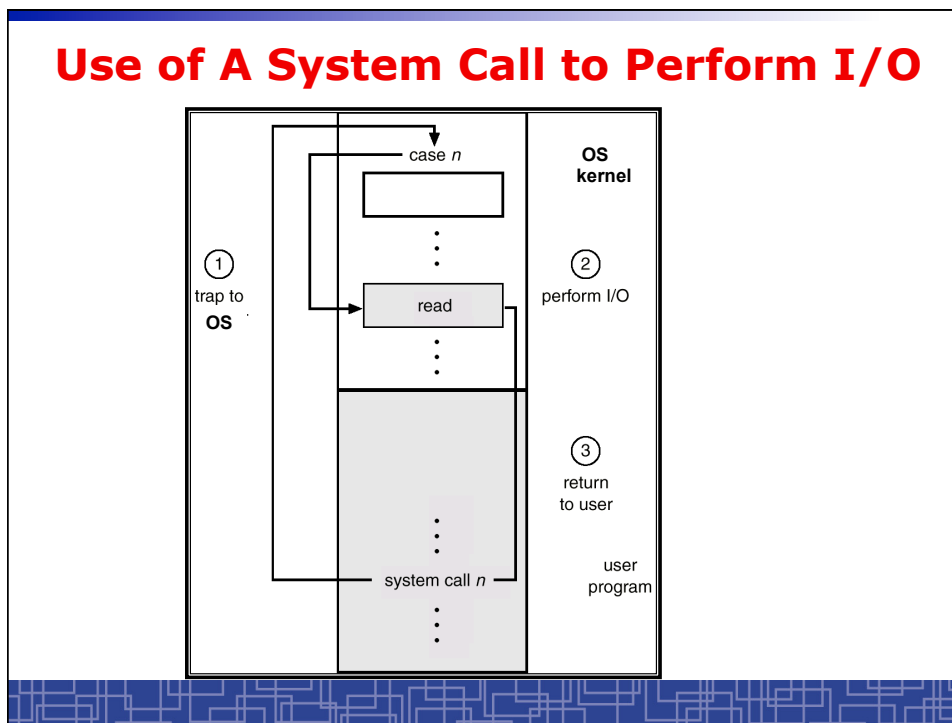 Use of A System Call to Perform I/O
case n
OS
kernel
1
trap to
OS
2
perform I/O
read
3
return
to user
system call n
user
program